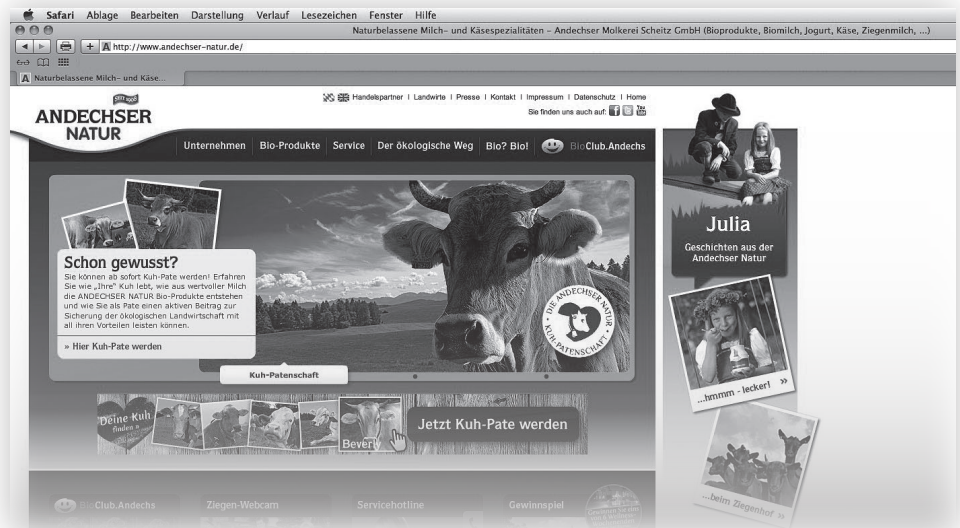 Safari Ablage Bearbeiten Darstellung Verlauf Lesezeichen Fenster Hilfe
Naturbelassene Milch- und Käsespezialitäten – Andechser Molkerei Scheitz GmbH (Bioprodukte, Biomilch, Jogurt, Käse, Ziegenmilch, ...)
http://www.andechser-natur.de/
Naturbelassene Milch- und Käse...
SEIT 1908
ANDECHSER
NATUR
Handelspartner | Landwirte | Presse | Kontakt | Impressum | Datenschutz | Home
Sie finden uns auch auf: You Tube
Unternehmen Bio-Produkte Service Der ökologische Weg Bio? Bio! BioClub.Andechs
Schon gewusst?
Sie können ab sofort Kuh-Pate werden! Erfahren
Sie wie „Ihre" Kuh lebt, wie aus wertvoller Milch
die ANDECHSER NATUR Bio-Produkte entstehen
und wie Sie als Pate einen aktiven Beitrag zur
Sicherung der ökologischen Landwirtschaft mit
all ihren Vorteilen leisten können.
» Hier Kuh-Pate werden
DIE ANDECHSER NATUR
KUH-PATENSCHAFT
Kuh-Patenschaft
Deine Kuh
finden
Beverly
Jetzt Kuh-Pate werden
Julia
Geschichten aus der
Andechser Natur
...hmmm - lecker! »
...beim Ziegenhof »
BioClub.Andechs Ziegen-Webcam Servicehotline Gewinnspiel